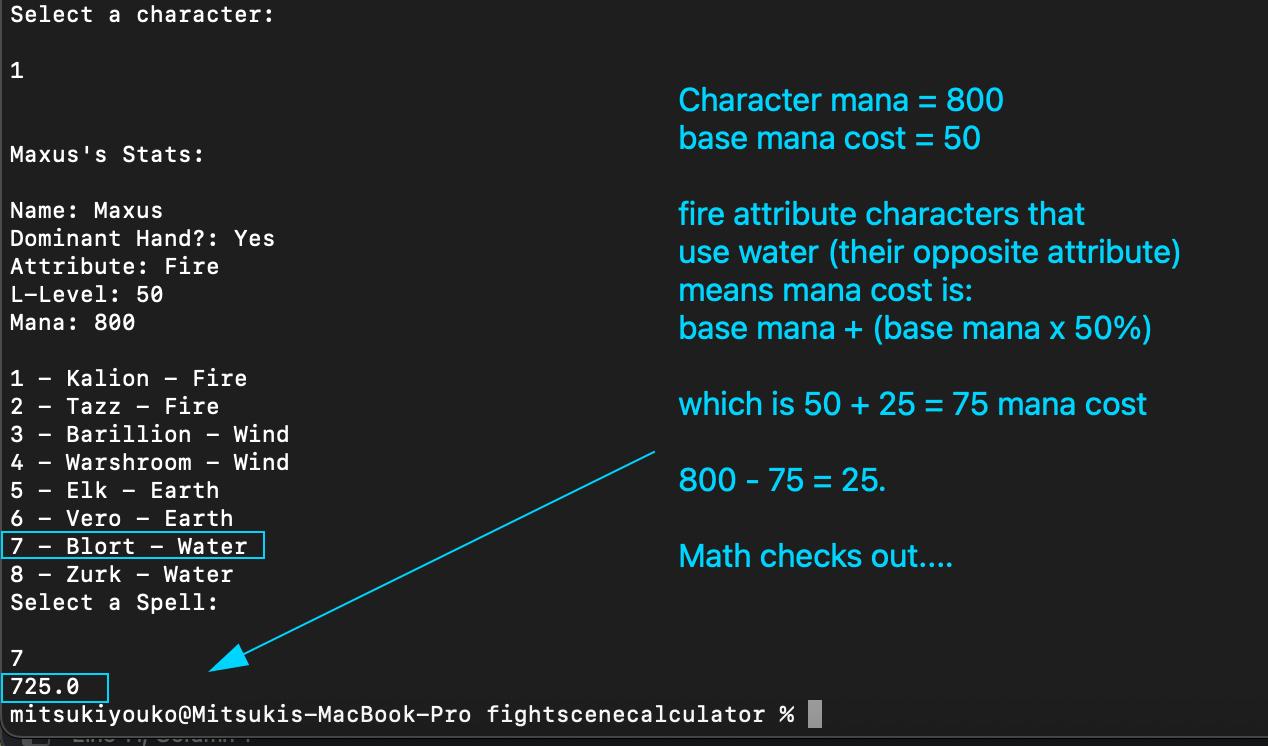 Select a character:
1
Maxus's Stats:
Name: Maxus
Dominant Hand?: Yes
Attribute: Fire
L-Level: 50
Mana: 800
1 - Kalion - Fire
2 - Tazz - Fire
3 - Barillion - Wind
4 - Warshroom - Wind
5 - Elk - Earth
6 - Vero - Earth
7 - Blort - Water
8 - Zurk - Water
Select a Spell:
7
725.0
mitsukiyouko@Mitsukis-MacBook-Pro fightscenecalculator %
Character mana = 800
base mana cost = 50
fire attribute characters that
use water (their opposite attribute)
means mana cost is:
base mana + (base mana x 50%)
which is 50 + 25 = 75 mana cost
800 - 75 = 25.
Math checks out....